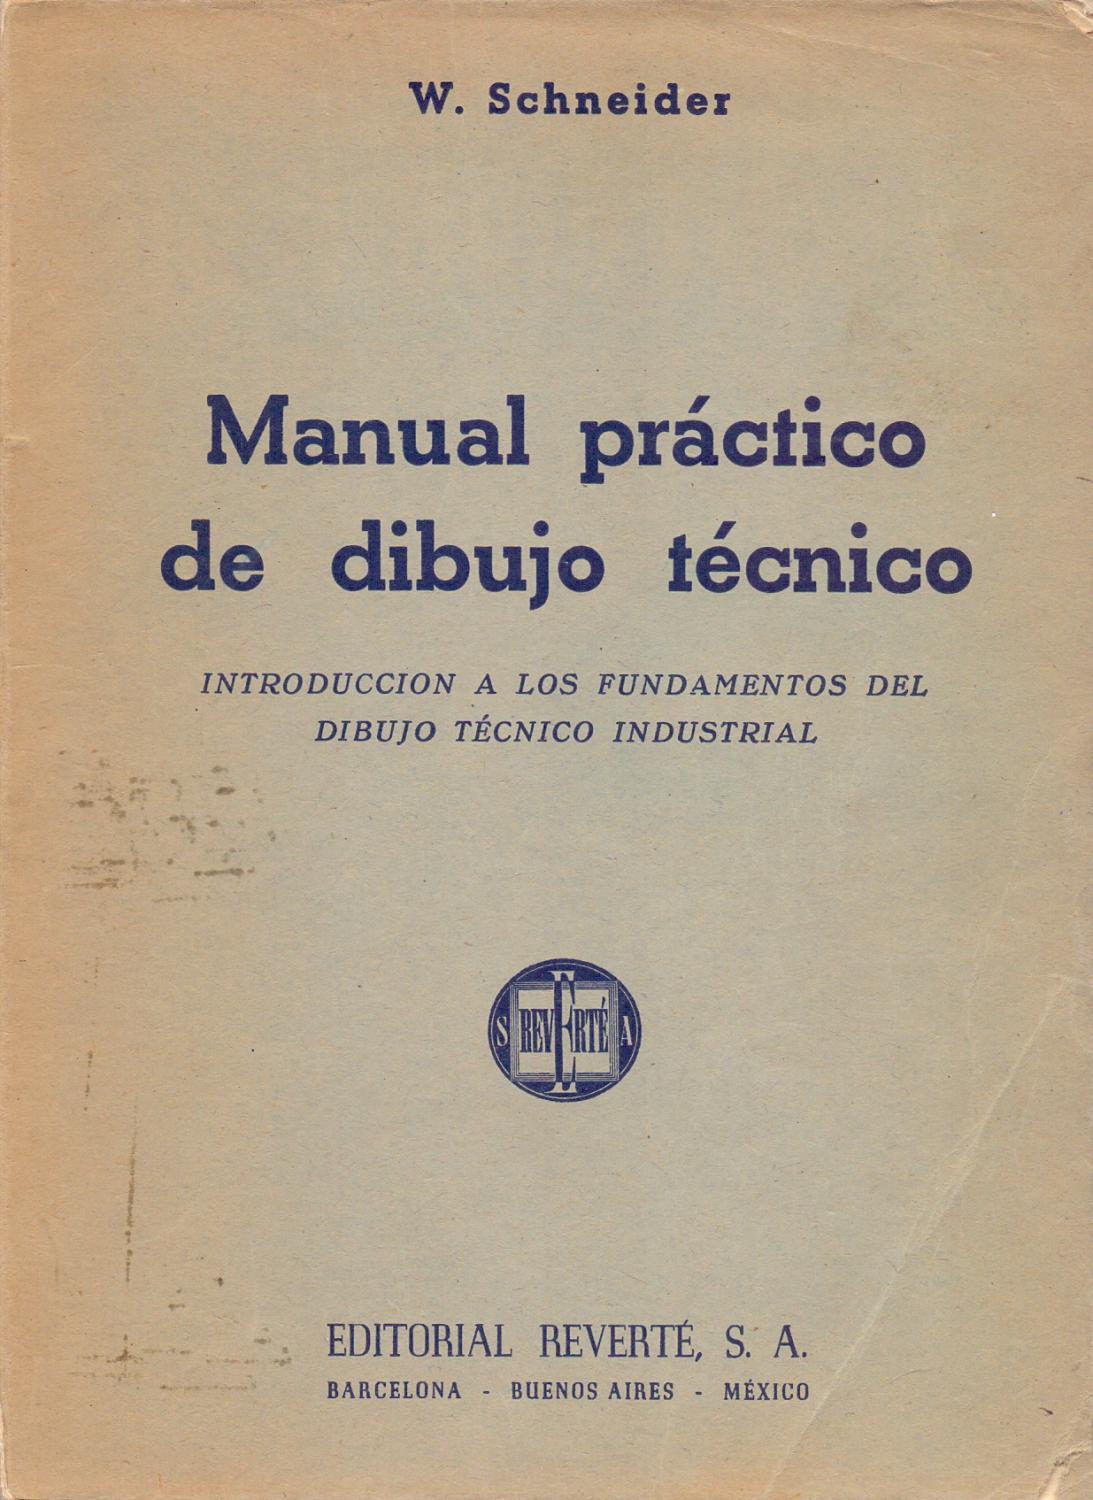 W. Schneider
Manual práctico
de dibujo técnico
INTRODUCCION A LOS FUNDAMENTOS DEL
DIBUJO TÉCNICO INDUSTRIAL
S REVERTÉ A
EDITORIAL REVERTÉ, S. A.
BARCELONA - BUENOS AIRES - MÉXICO